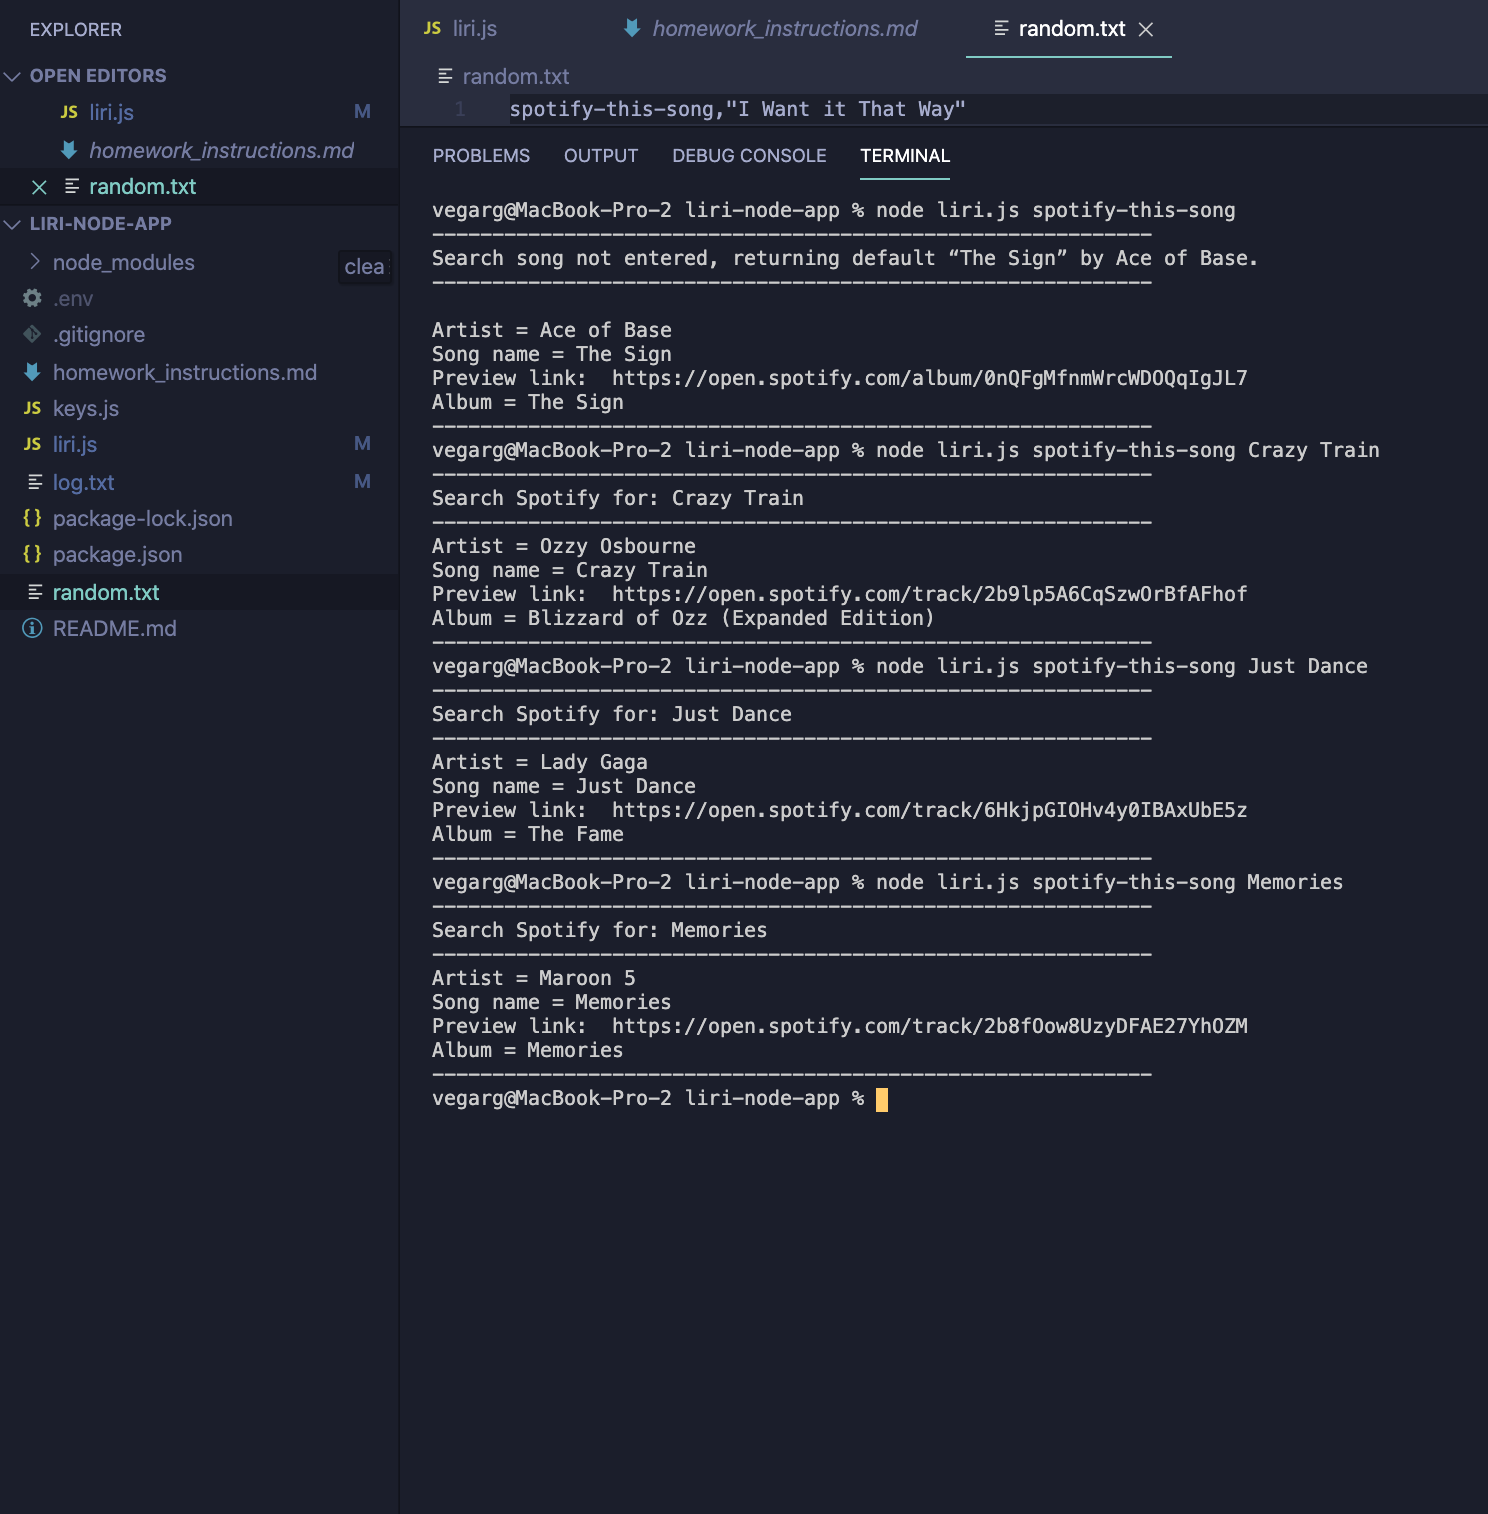 EXPLORER
OPEN EDITORS
JS liri.js M
homework_instructions.md
random.txt
LIRI-NODE-APP
node_modules
clea
.env
.gitignore
homework_instructions.md
JS keys.js
JS liri.js M
log.txt M
{} package-lock.json
{} package.json
random.txt
README.md
JS liri.js homework_instructions.md random.txt
random.txt
1 spotify-this-song,"I Want it That Way"
PROBLEMS OUTPUT DEBUG CONSOLE TERMINAL
vegarg@MacBook-Pro-2 liri-node-app % node liri.js spotify-this-song
------------------------------------------------------------
Search song not entered, returning default “The Sign” by Ace of Base.
------------------------------------------------------------
Artist = Ace of Base
Song name = The Sign
Preview link:  https://open.spotify.com/album/0nQFgMfnmWrcWDOQqIgJL7
Album = The Sign
------------------------------------------------------------
vegarg@MacBook-Pro-2 liri-node-app % node liri.js spotify-this-song Crazy Train
------------------------------------------------------------
Search Spotify for: Crazy Train
------------------------------------------------------------
Artist = Ozzy Osbourne
Song name = Crazy Train
Preview link:  https://open.spotify.com/track/2b9lp5A6CqSzwOrBfAFhof
Album = Blizzard of Ozz (Expanded Edition)
------------------------------------------------------------
vegarg@MacBook-Pro-2 liri-node-app % node liri.js spotify-this-song Just Dance
------------------------------------------------------------
Search Spotify for: Just Dance
------------------------------------------------------------
Artist = Lady Gaga
Song name = Just Dance
Preview link:  https://open.spotify.com/track/6HkjpGIOHv4y0IBAxUbE5z
Album = The Fame
------------------------------------------------------------
vegarg@MacBook-Pro-2 liri-node-app % node liri.js spotify-this-song Memories
------------------------------------------------------------
Search Spotify for: Memories
------------------------------------------------------------
Artist = Maroon 5
Song name = Memories
Preview link:  https://open.spotify.com/track/2b8fOow8UzyDFAE27YhOZM
Album = Memories
------------------------------------------------------------
vegarg@MacBook-Pro-2 liri-node-app %